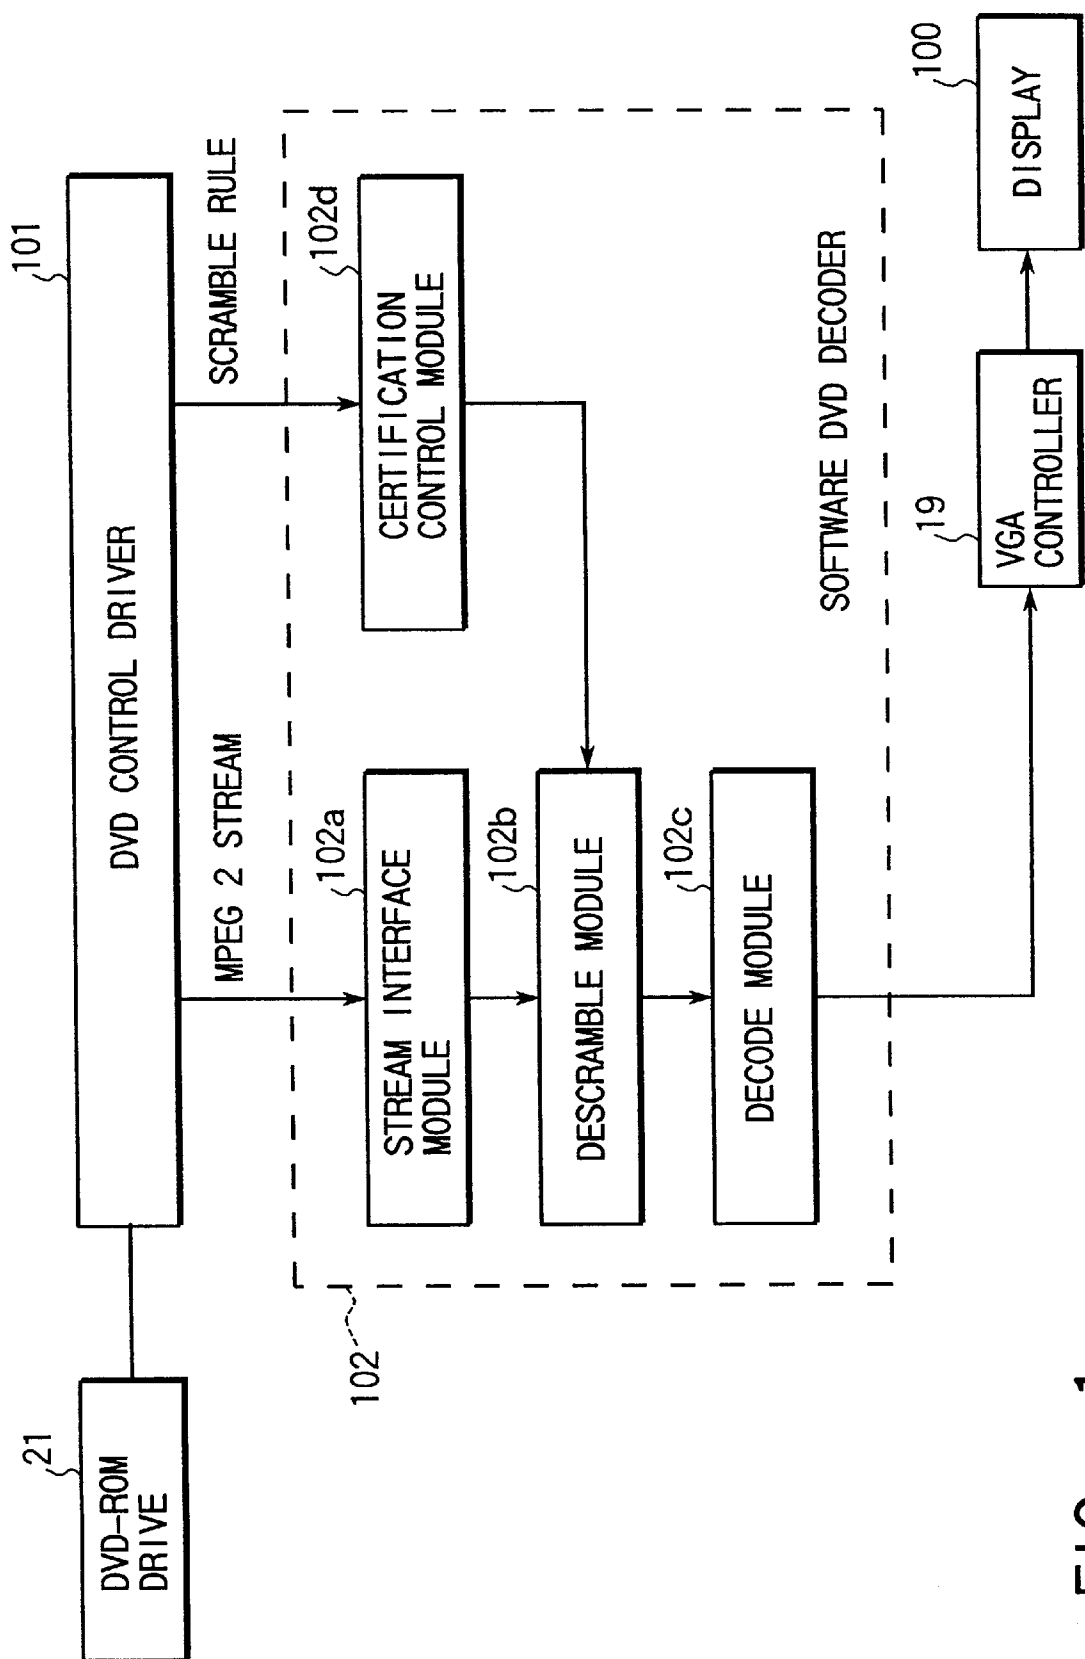 21
DVD-ROM
DRIVE
101
DVD CONTROL DRIVER
MPEG 2 STREAM
SCRAMBLE RULE
102
102a
STREAM INTERFACE
MODULE
102d
CERTIFICATION
CONTROL MODULE
102b
DESCRAMBLE MODULE
102c
DECODE MODULE
SOFTWARE DVD DECODER
19
VGA
CONTROLLER
100
DISPLAY
FIG. 1